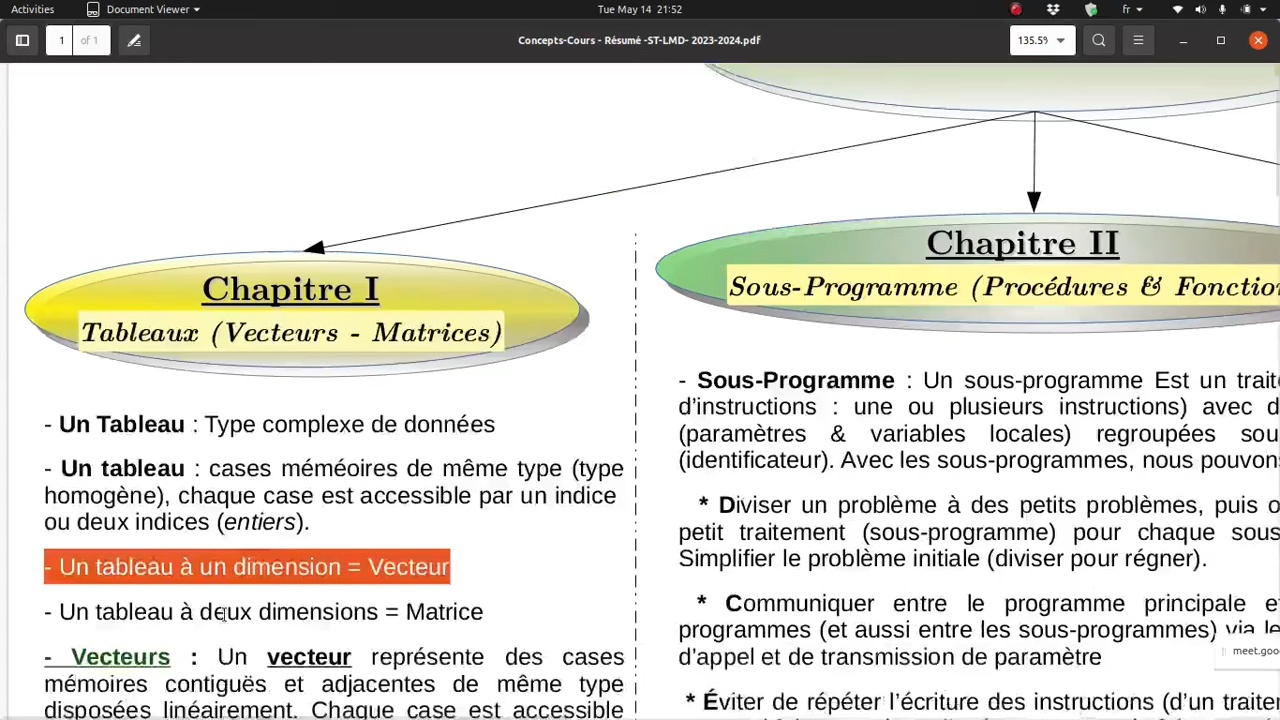 Activities Document Viewer Tue May 14 21:52 fr
1 of 1 Concepts-Cours - Résumé -ST-LMD- 2023-2024.pdf 135.5%
Chapitre I
Tableaux (Vecteurs - Matrices)
- Un Tableau : Type complexe de données
- Un tableau : cases méméoires de même type (type
homogène), chaque case est accessible par un indice
ou deux indices (entiers).
- Un tableau à un dimension = Vecteur
- Un tableau à deux dimensions = Matrice
- Vecteurs : Un vecteur représente des cases
mémoires contiguës et adjacentes de même type
disposées linéairement. Chaque case est accessible
Chapitre II
Sous-Programme (Procédures & Fonction
- Sous-Programme : Un sous-programme Est un trait
d'instructions : une ou plusieurs instructions) avec d
(paramètres & variables locales) regroupées sou
(identificateur). Avec les sous-programmes, nous pouvon
* Diviser un problème à des petits problèmes, puis
petit traitement (sous-programme) pour chaque sous
Simplifier le problème initiale (diviser pour régner).
* Communiquer entre le programme principale e
programmes (et aussi entre les sous-programmes) via le
d'appel et de transmission de paramètre
* Éviter de répéter l'écriture des instructions (d'un traite
meet.goo